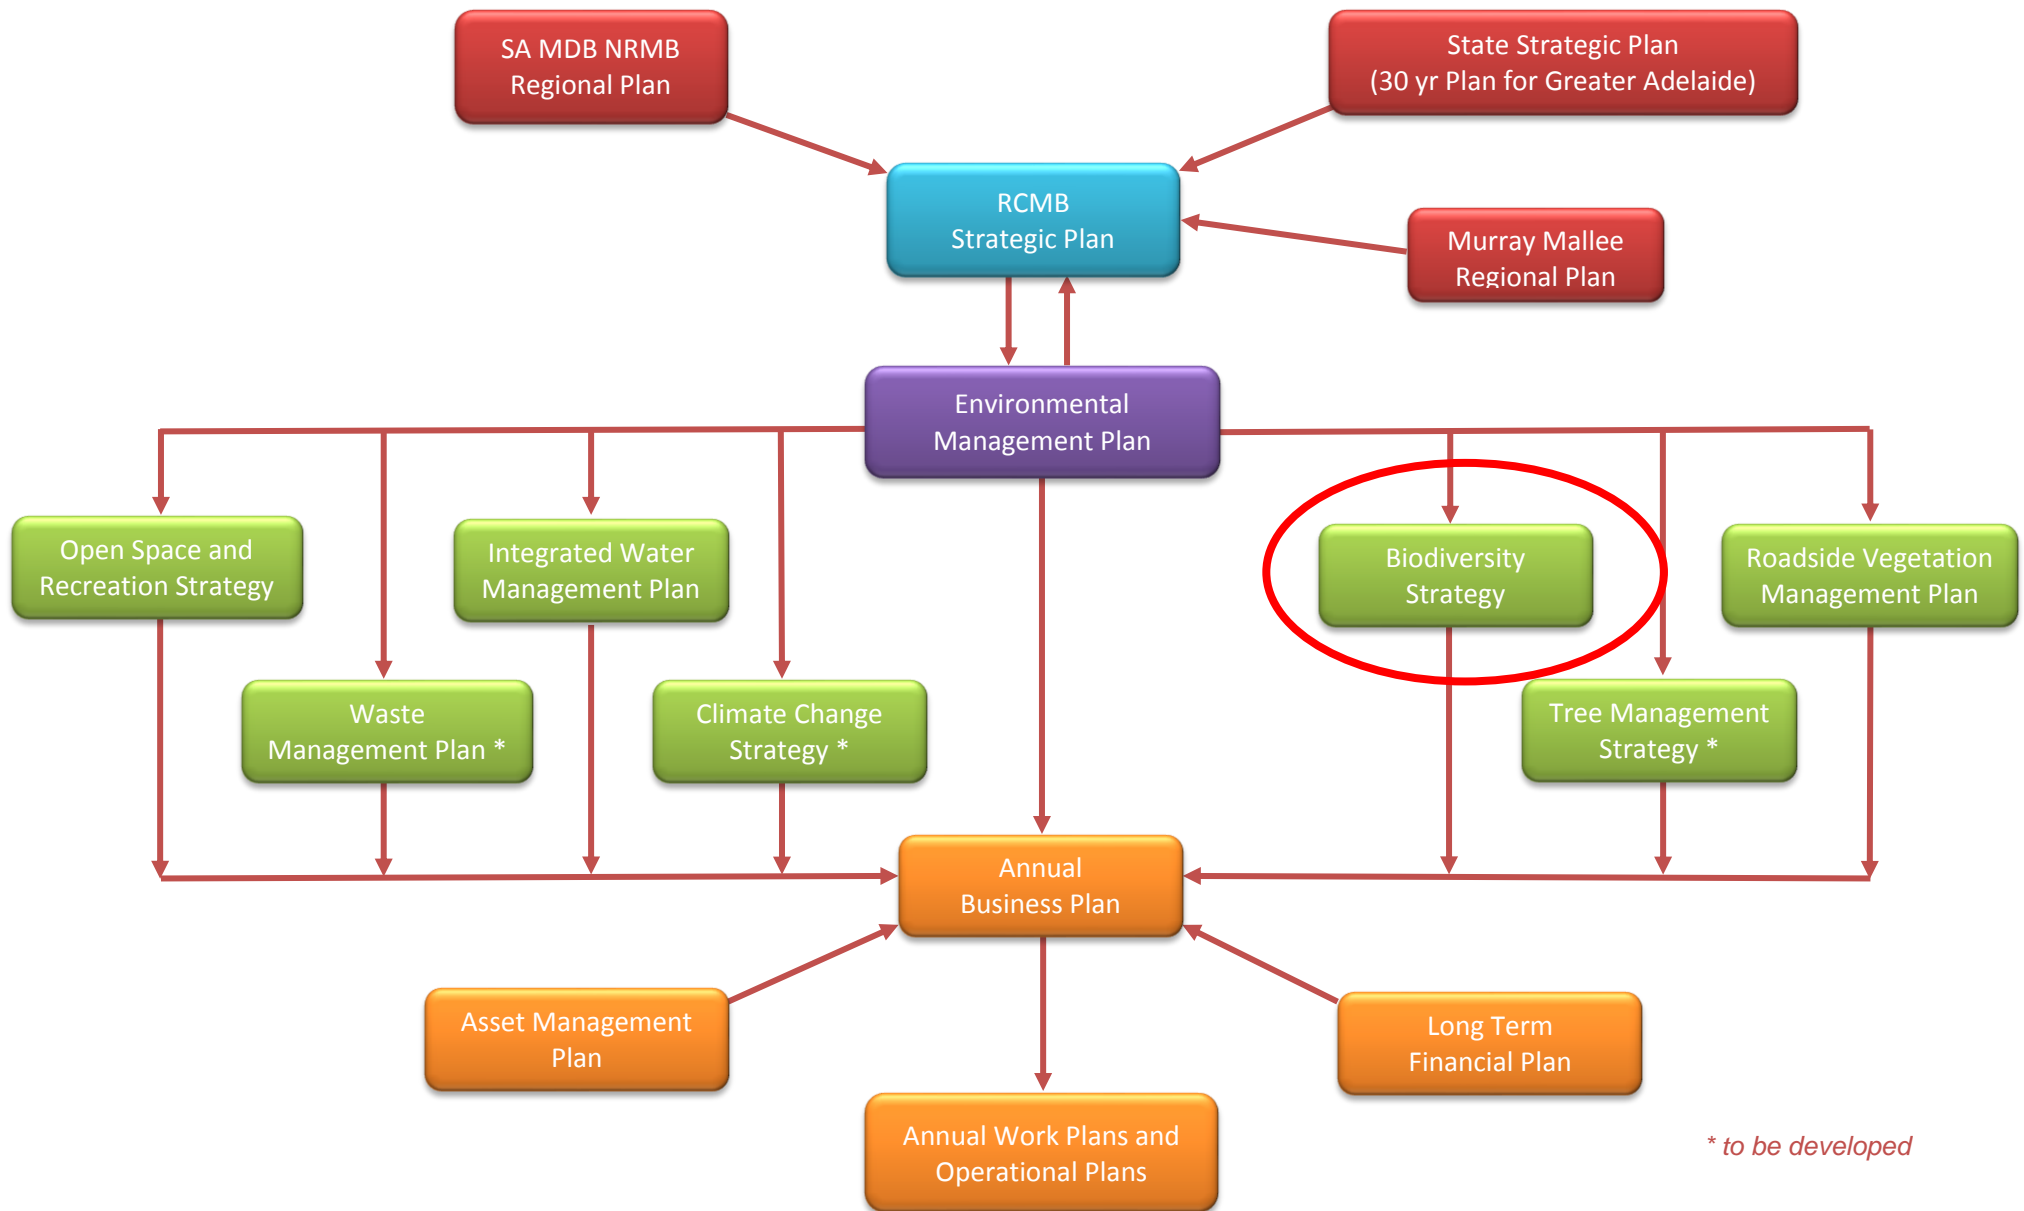 SA MDB NRMB
Regional Plan
State Strategic Plan
(30 yr Plan for Greater Adelaide)
RCMB
Strategic Plan
Murray Mallee
Regional Plan
Environmental
Management Plan
Open Space and
Recreation Strategy
Integrated Water
Management Plan
Biodiversity
Strategy
Roadside Vegetation
Management Plan
Waste
Management Plan *
Climate Change
Strategy *
Tree Management
Strategy *
Annual
Business Plan
Asset Management
Plan
Long Term
Financial Plan
Annual Work Plans and
Operational Plans
* to be developed